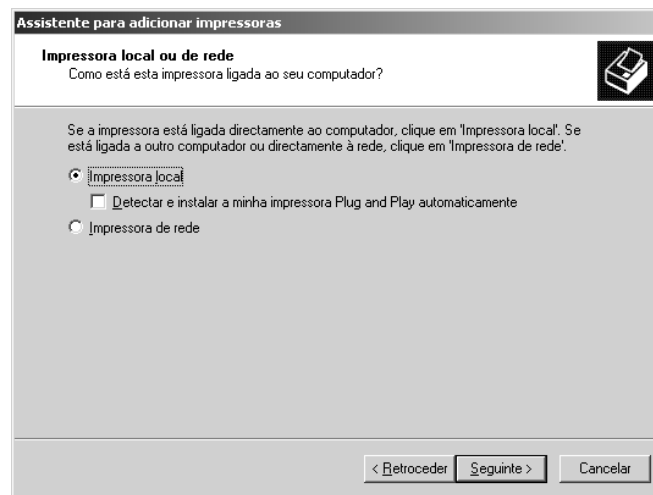 Assistente para adicionar impressoras
Impressora local ou de rede
Como está esta impressora ligada ao seu computador?
Se a impressora está ligada directamente ao computador, clique em 'Impressora local'. Se
está ligada a outro computador ou directamente à rede, clique em 'Impressora de rede'.
Impressora local
Detectar e instalar a minha impressora Plug and Play automaticamente
Impressora de rede
< Retroceder Seguinte > Cancelar